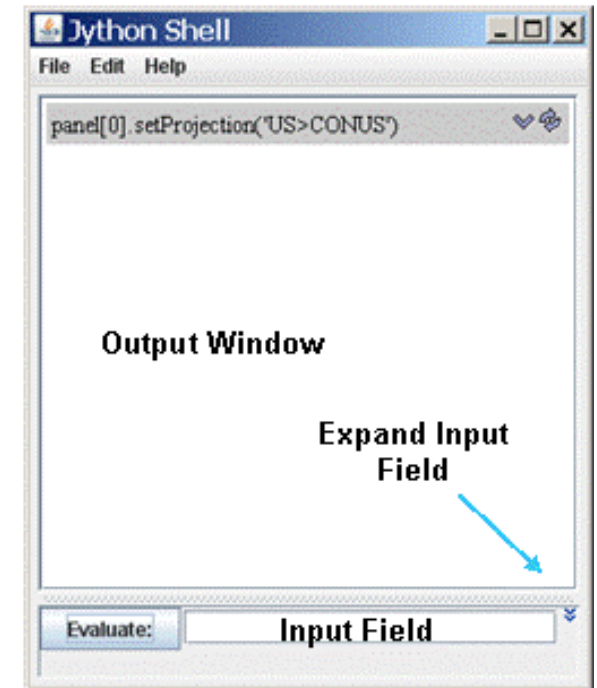 Jython Shell
File Edit Help
panel[0].setProjection('US>CONUS')
Output Window
Expand Input
Field
Evaluate:
Input Field